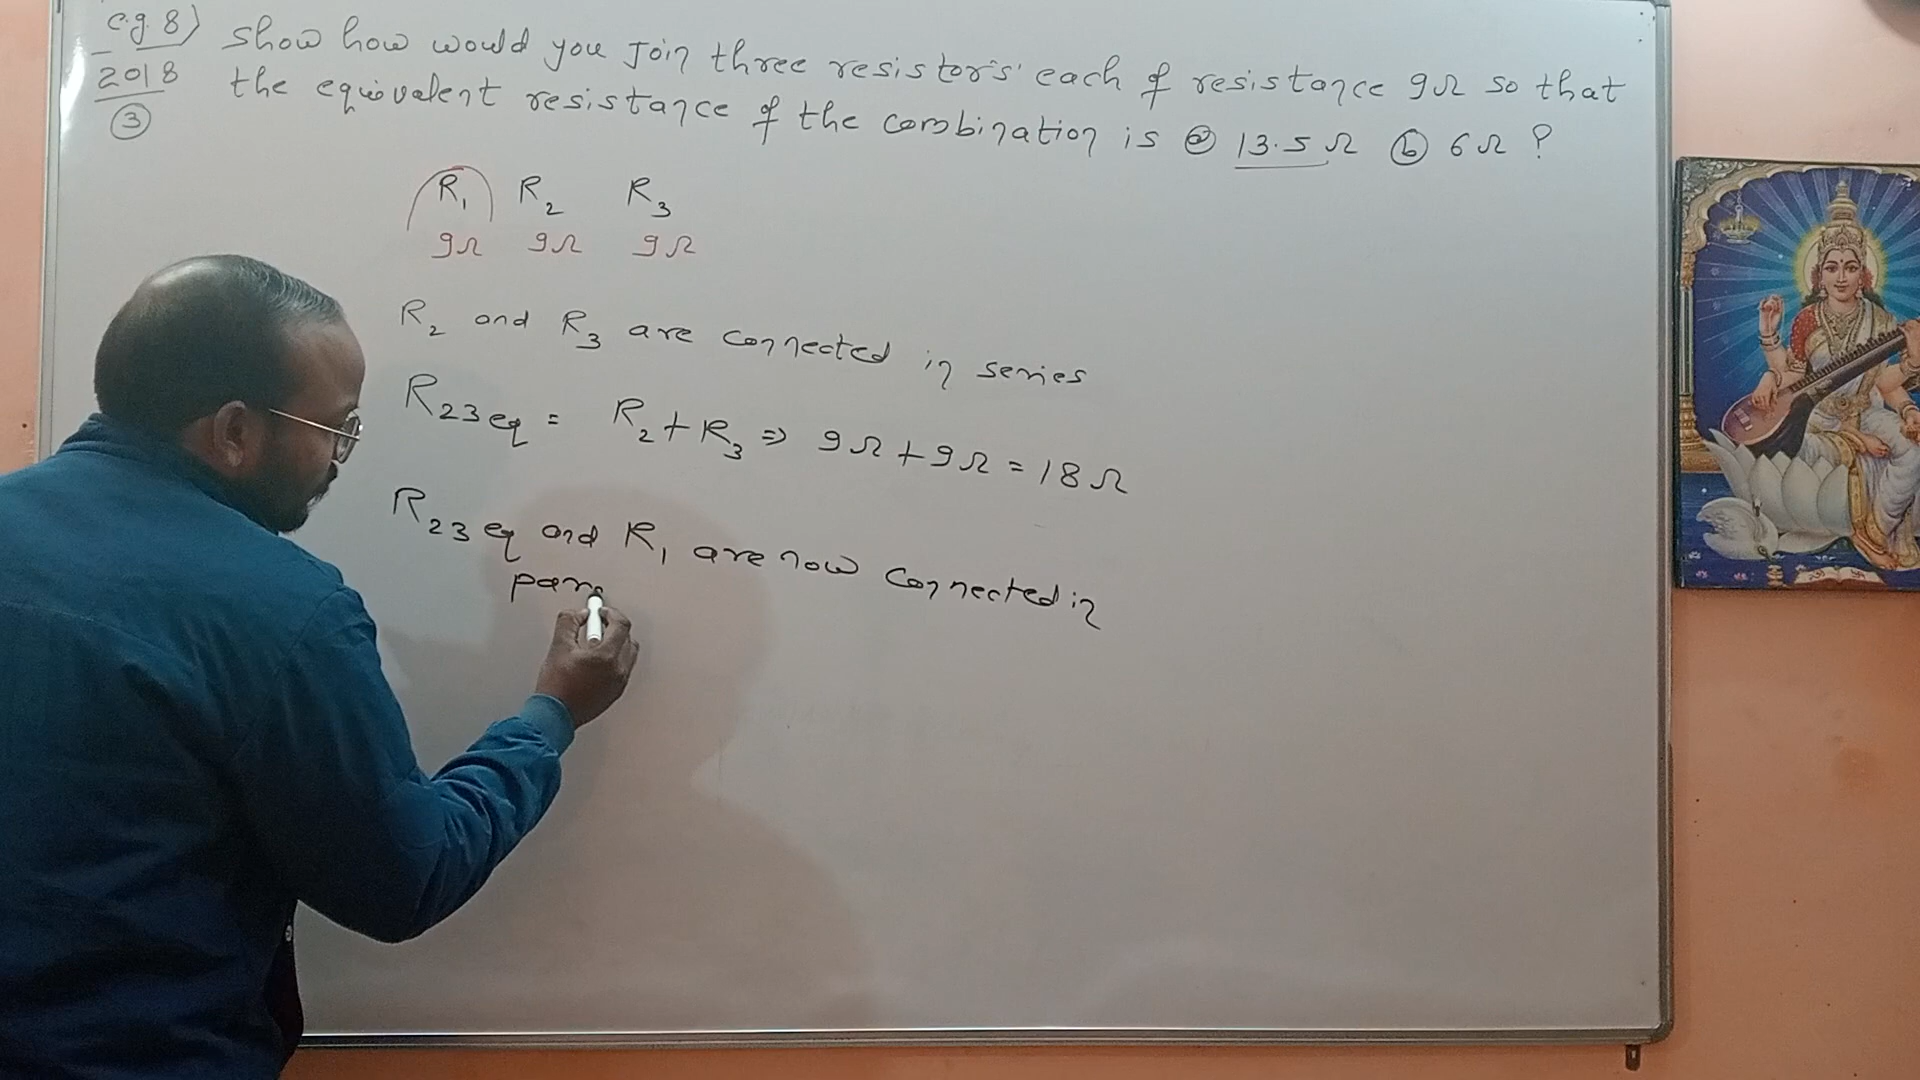 e.g. 8) Show how would you Join three resistors each of resistance 9Ω so that
2018 the equivalent resistance of the combination is ⓐ 13.5 Ω ⓑ 6Ω ?
③
R₁ R₂ R₃
9Ω 9Ω 9Ω
R₂ and R₃ are connected in series
R₂₃eq = R₂+R₃ => 9Ω+9Ω = 18Ω
R₂₃eq and R₁ are now connected in
para